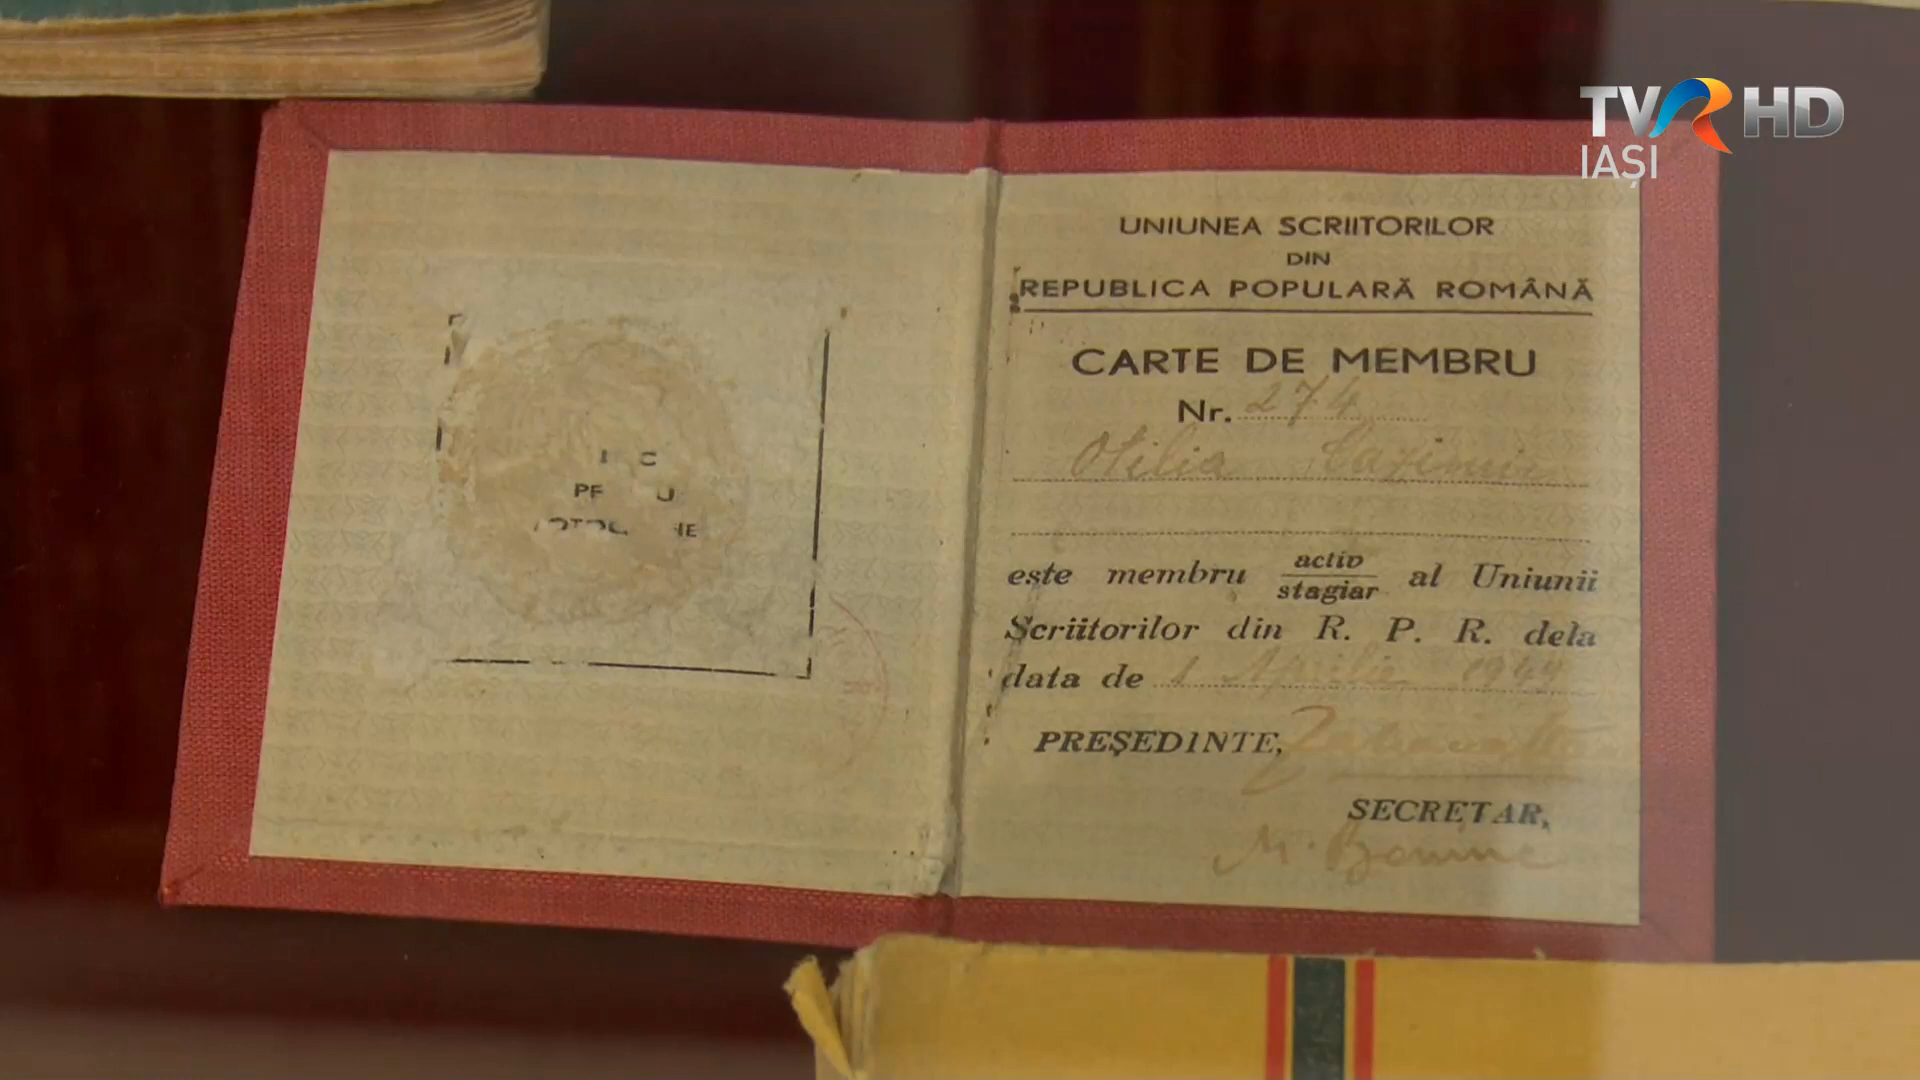 TVR HD
IAȘI
UNIUNEA SCRIITORILOR
DIN
REPUBLICA POPULARĂ ROMÂNĂ
CARTE DE MEMBRU
Nr. 274
Otilia Cazimir
este membru activ/stagiar al Uniunii
Scriitorilor din R. P. R. dela
data de 1 Aprilie 1949
PREȘEDINTE,
SECRETAR,